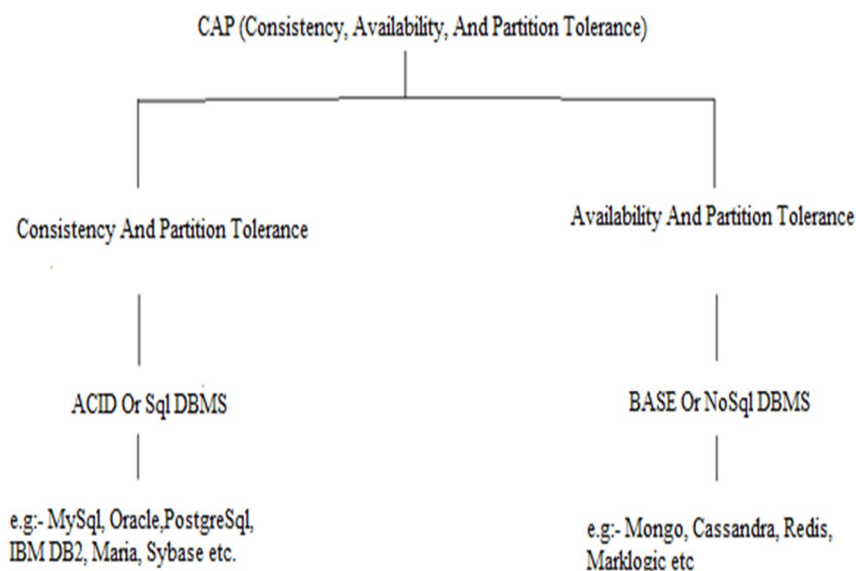 CAP (Consistency, Availability, And Partition Tolerance)
Consistency And Partition Tolerance
Availability And Partition Tolerance
ACID Or Sql DBMS
BASE Or NoSql DBMS
e.g:- MySql, Oracle,PostgreSql,
IBM DB2, Maria, Sybase etc.
e.g:- Mongo, Cassandra, Redis,
Marklogic etc